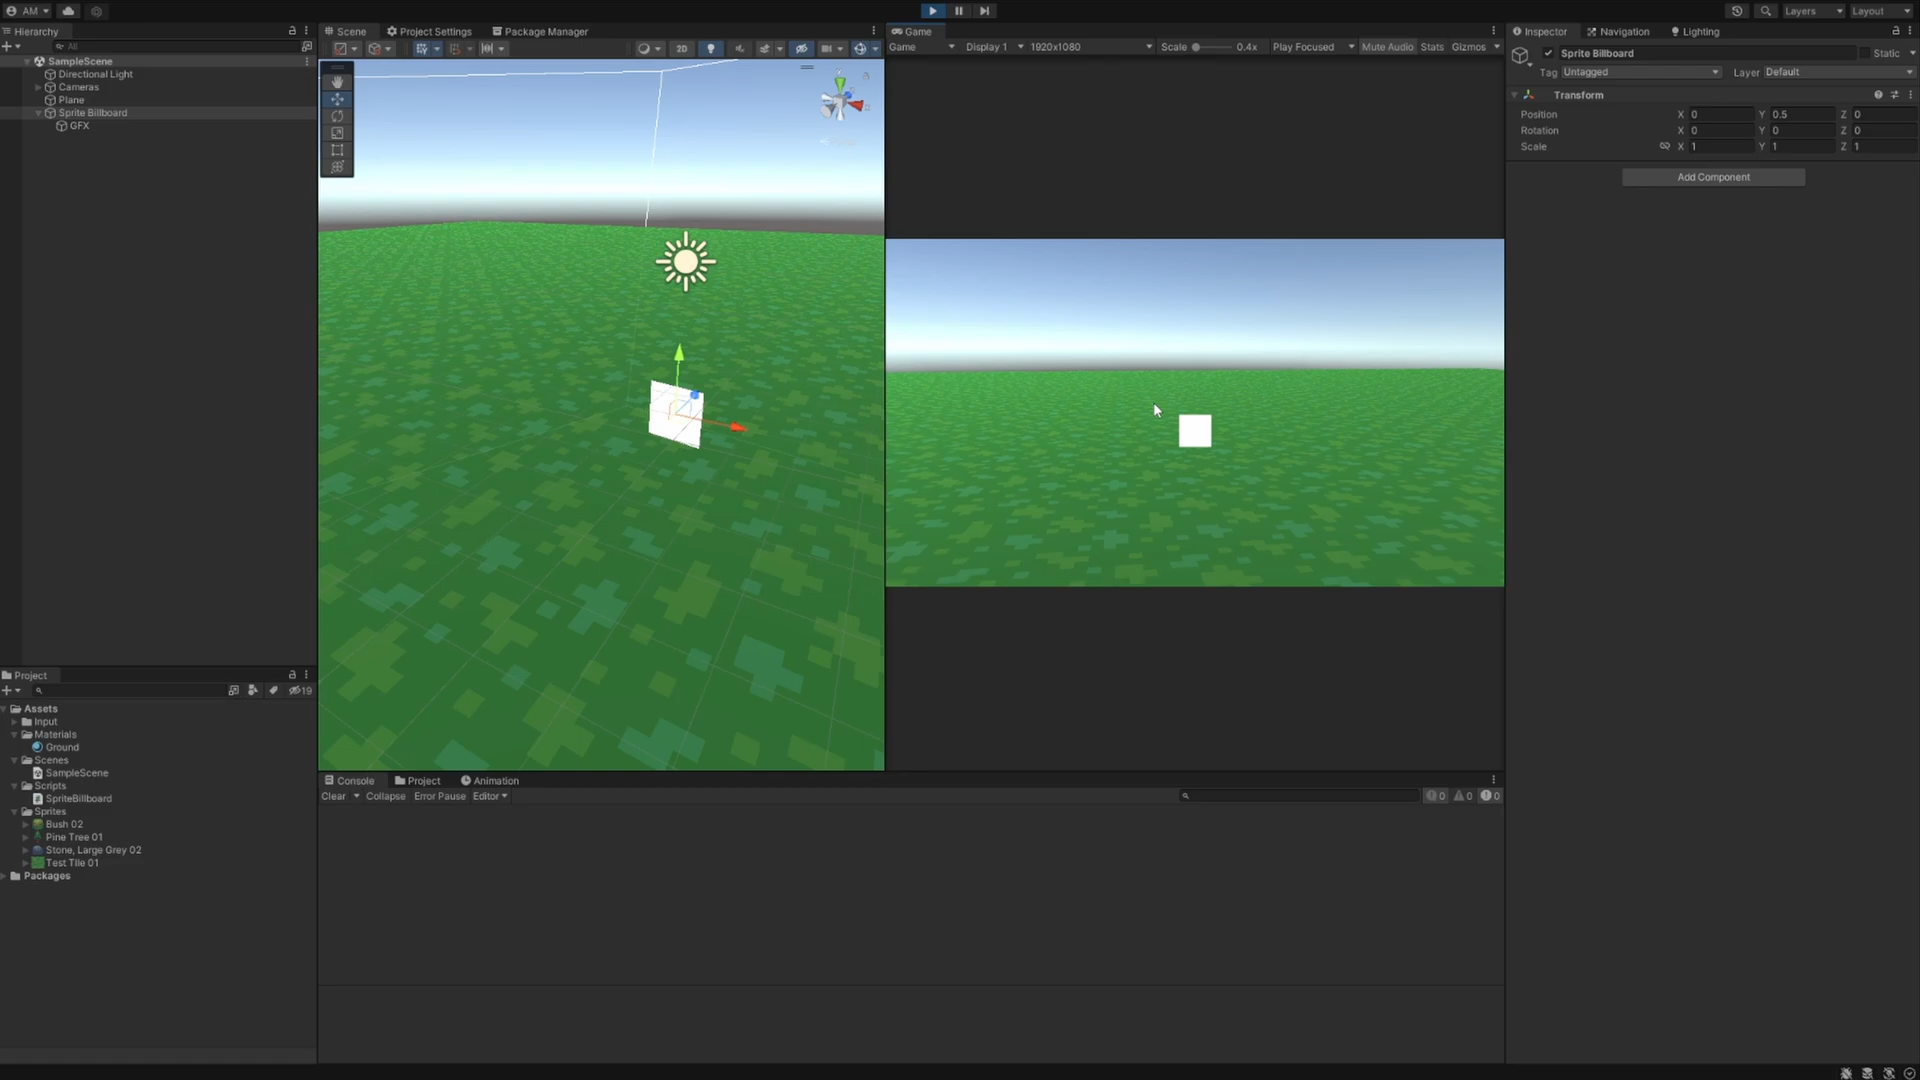 AM
Layers
Layout
Hierarchy
All
SampleScene
Directional Light
Cameras
Plane
Sprite Billboard
GFX
Scene
Project Settings
Package Manager
2D
Game
Game
Display 1
1920x1080
Scale
0.4x
Play Focused
Mute Audio
Stats
Gizmos
Inspector
Navigation
Lighting
Sprite Billboard
Static
Tag
Untagged
Layer
Default
Transform
Position
X
0
Y
0.5
Z
0
Rotation
X
0
Y
0
Z
0
Scale
X
1
Y
1
Z
1
Add Component
Project
19
Assets
Input
Materials
Ground
Scenes
SampleScene
Scripts
SpriteBillboard
Sprites
Bush 02
Pine Tree 01
Stone, Large Grey 02
Test Tile 01
Packages
Console
Project
Animation
Clear
Collapse
Error Pause
Editor
0
0
0